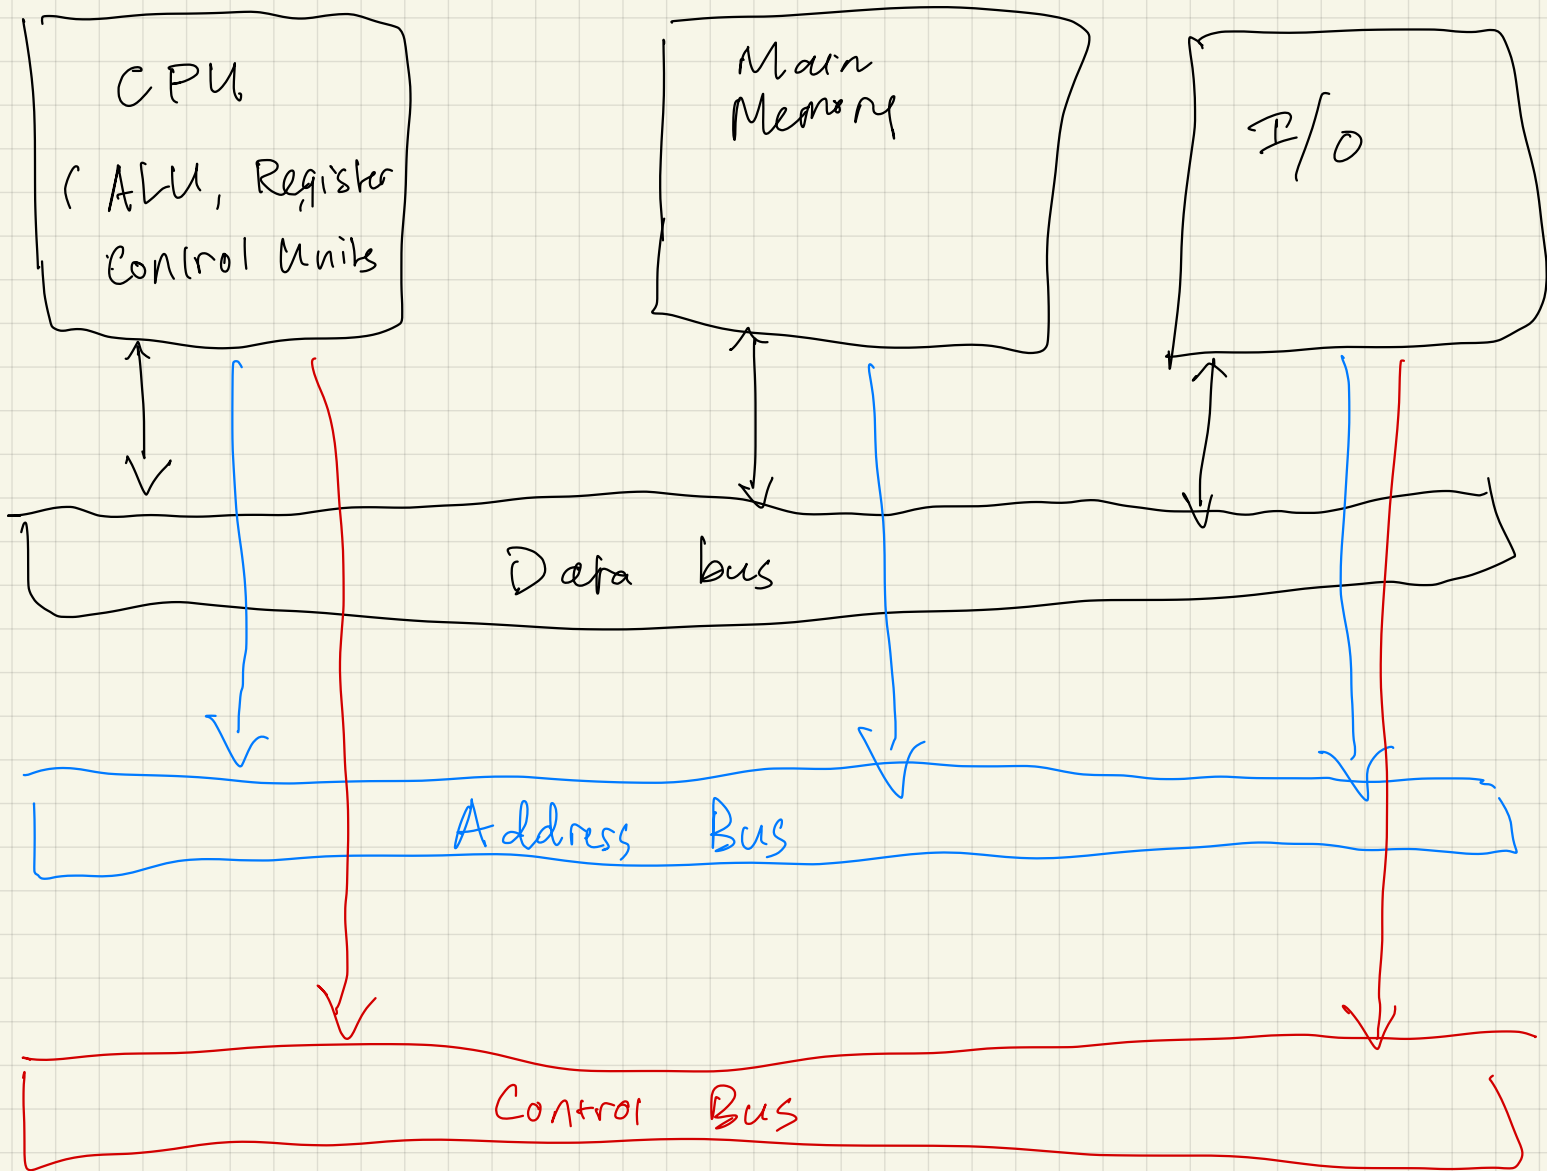 CPU
( ALU, Register
Control Units
Main
Memory
I/O
Data bus
Address Bus
Control Bus